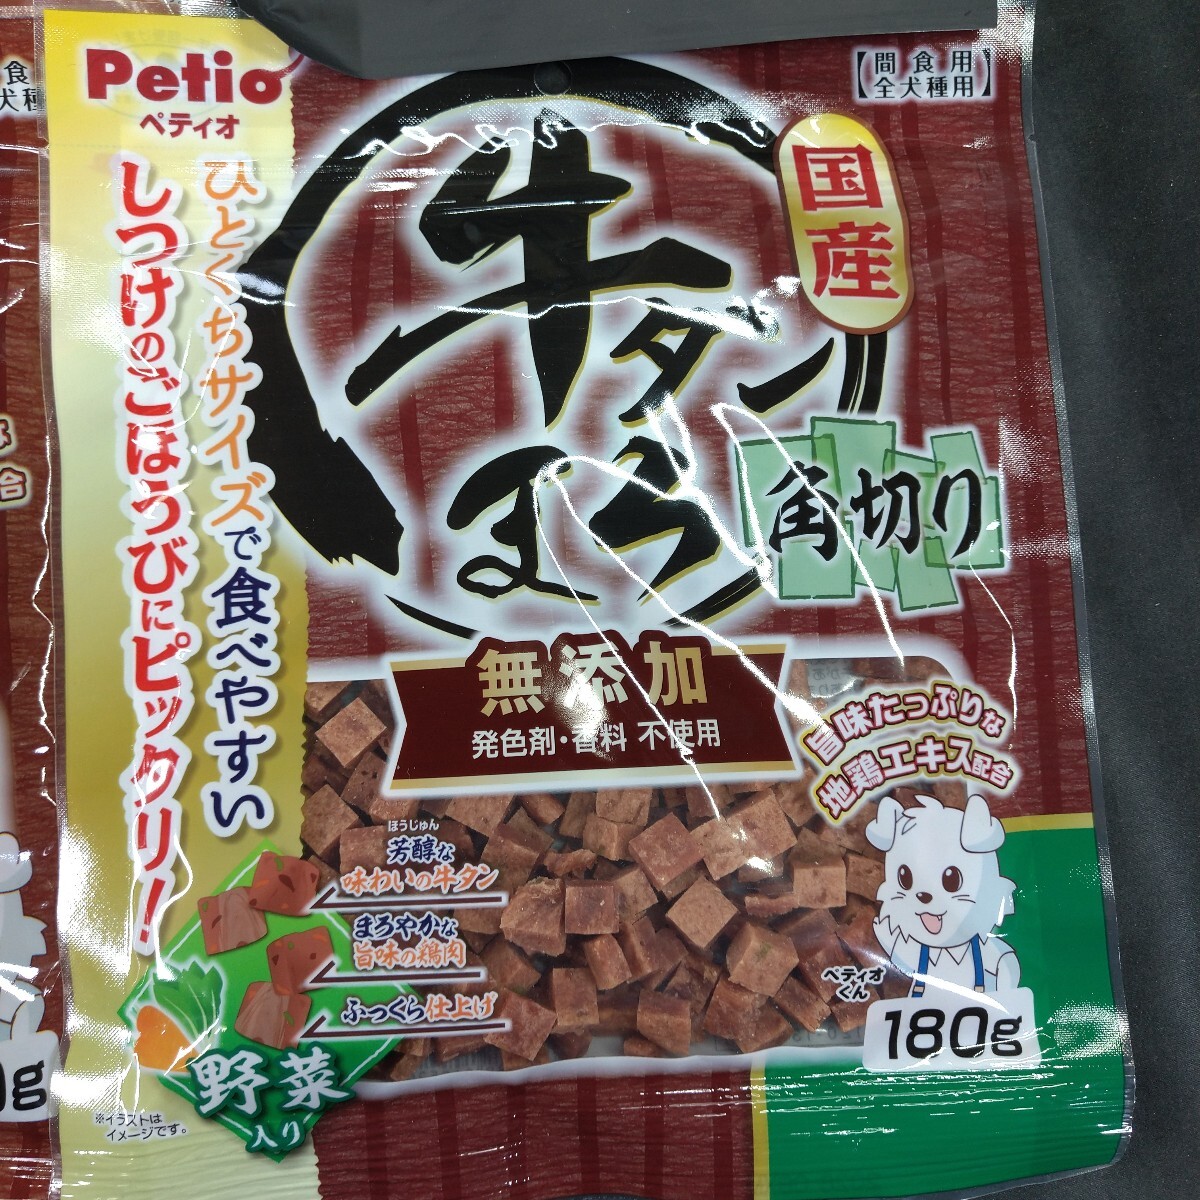 Petio
ペティオ
【間食用
全犬種用】
国産
牛タン
まろ
角切り
ひとくちサイズで食べやすい
しつけのごほうびにピッタリ!
無添加
発色剤・香料 不使用
旨味たっぷりな
地鶏エキス配合
ほうじゅん
芳醇な
味わいの牛タン
まろやかな
旨味の鶏肉
ふっくら仕上げ
野菜
入り
※イラストは
イメージです。
ペティオ
くん
180g
食
犬種
合
0g